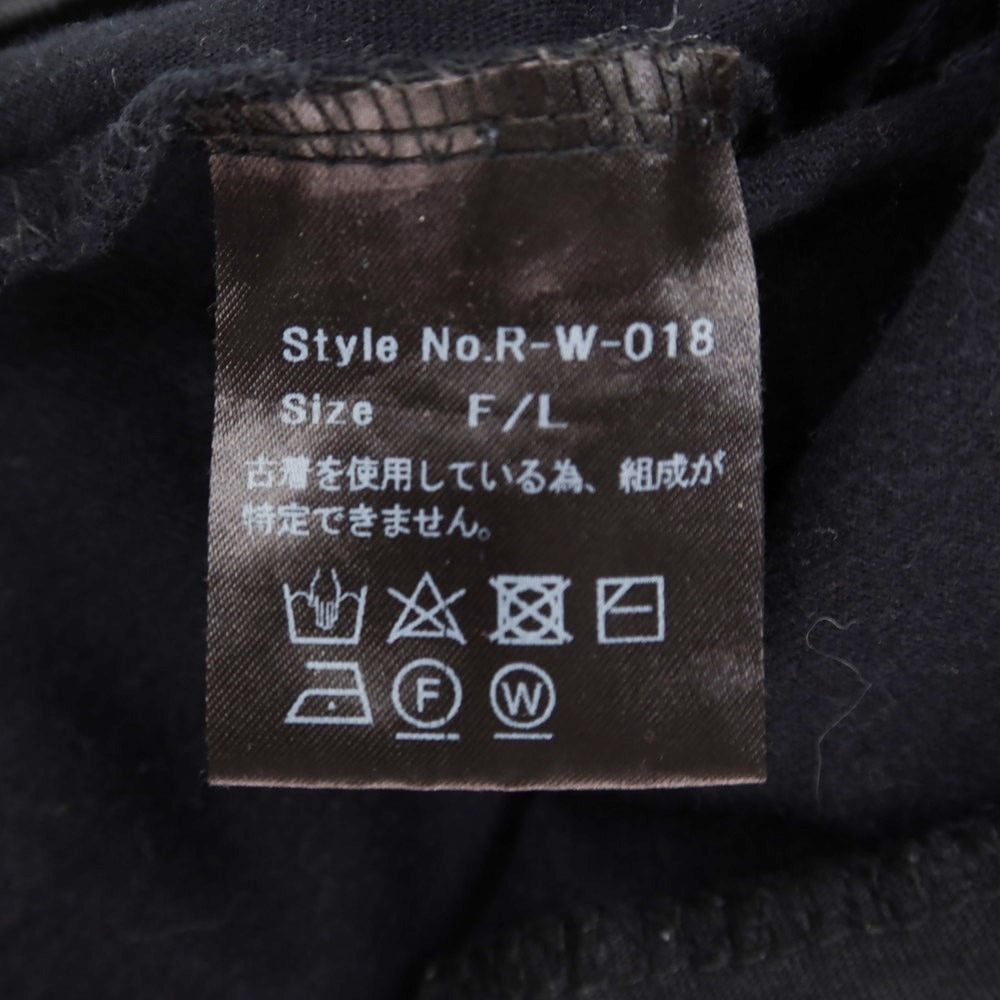 Style No.R-W-018
Size F/L
古着を使用している為、組成が
特定できません。
F W